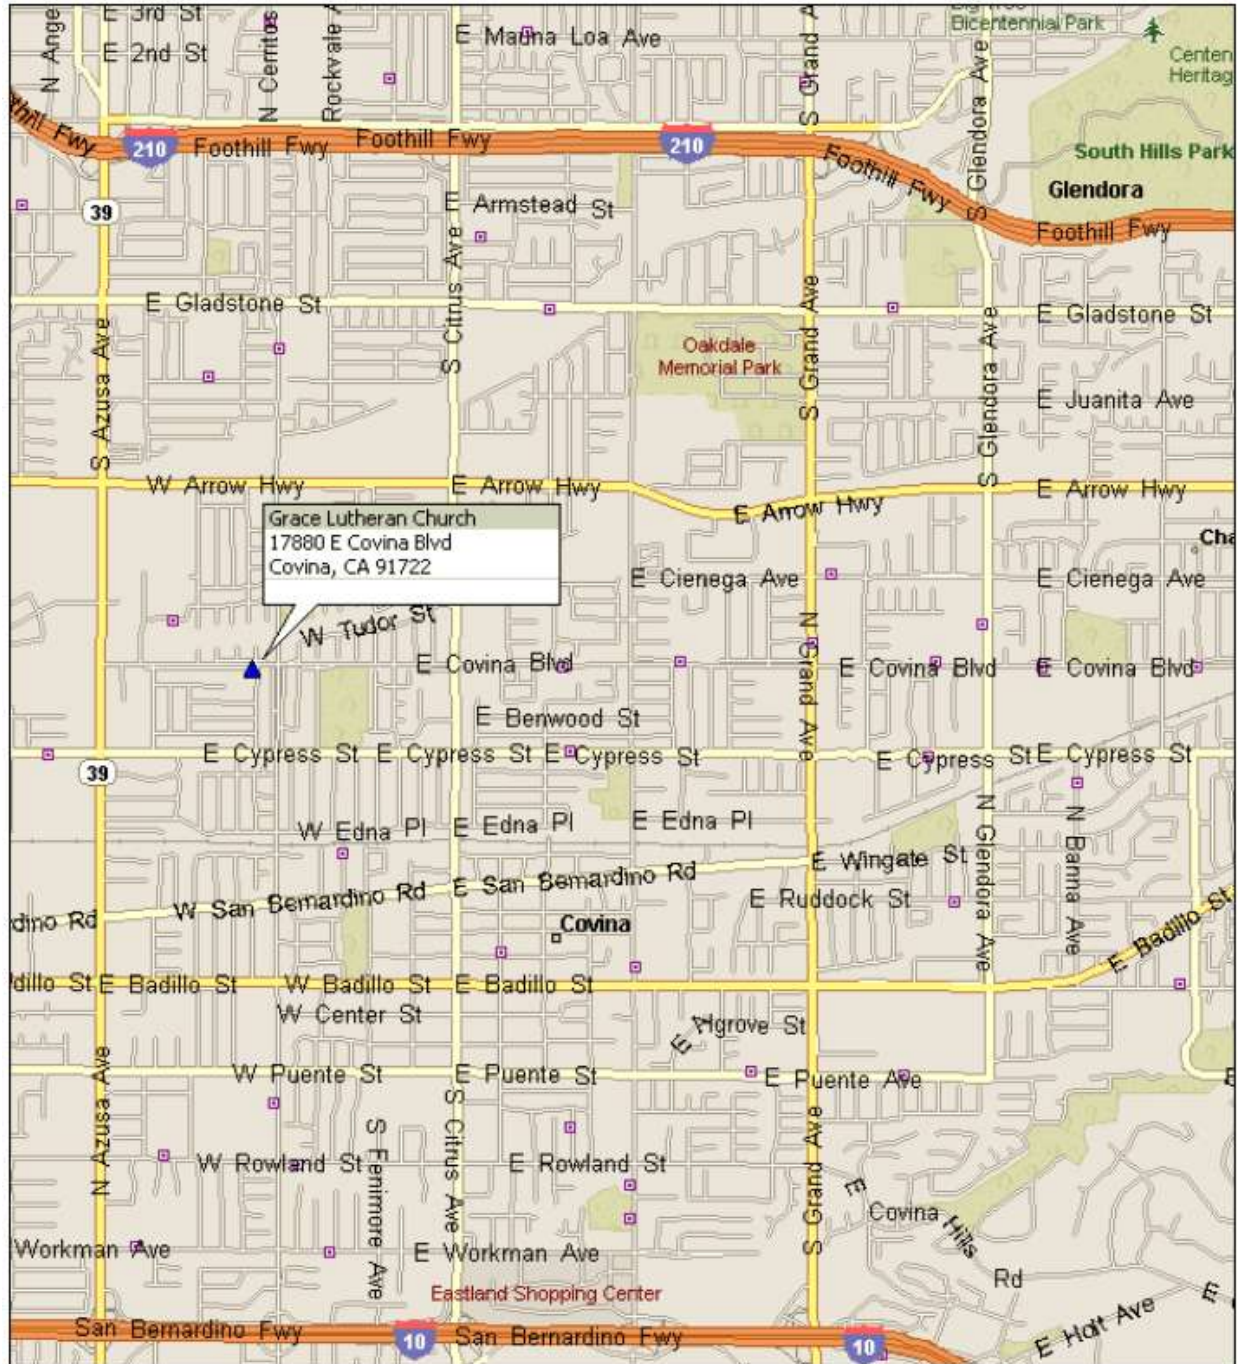 E 3rd St
E 2nd St
N Ange
N Cerritos
Rockvale A
E Mauna Loa Ave
S Grand A
Bicentennial Park
Centen
Heritag
S Glendora Ave
thill Fwy
210
Foothill Fwy
Foothill Fwy
210
Foothill Fwy
South Hills Park
Glendora
Foothill Fwy
39
E Armstead St
S Citrus Ave
E Gladstone St
E Gladstone St
S Azusa Ave
Oakdale
Memorial Park
S Grand Ave
S Glendora Ave
E Juanita Ave
W Arrow Hwy
E Arrow Hwy
E Arrow Hwy
E Arrow Hwy
Grace Lutheran Church
17880 E Covina Blvd
Covina, CA 91722
Cha
E Cienega Ave
E Cienega Ave
W Tudor St
E Covina Blvd
N Grand Ave
E Covina Blvd
E Covina Blvd
E Benwood St
E Cypress St
E Cypress St
E Cypress St
E Cypress St
E Cypress St
39
W Edna Pl
E Edna Pl
E Edna Pl
N Glendora Ave
N Banna Ave
E Wingate St
dino Rd
W San Bernardino Rd
E San Bernardino Rd
E Ruddock St
Covina
E Badillo St
dillo St
E Badillo St
W Badillo St
E Badillo St
W Center St
E Algrove St
N Azusa Ave
W Puente St
E Puente St
E Puente Ave
S Fenimore Ave
S Citrus Ave
S Grand Ave
W Rowland St
E Rowland St
E Covina Hills Rd
Workman Ave
E Workman Ave
Eastland Shopping Center
E Holt Ave
E
San Bernardino Fwy
10
San Bernardino Fwy
10